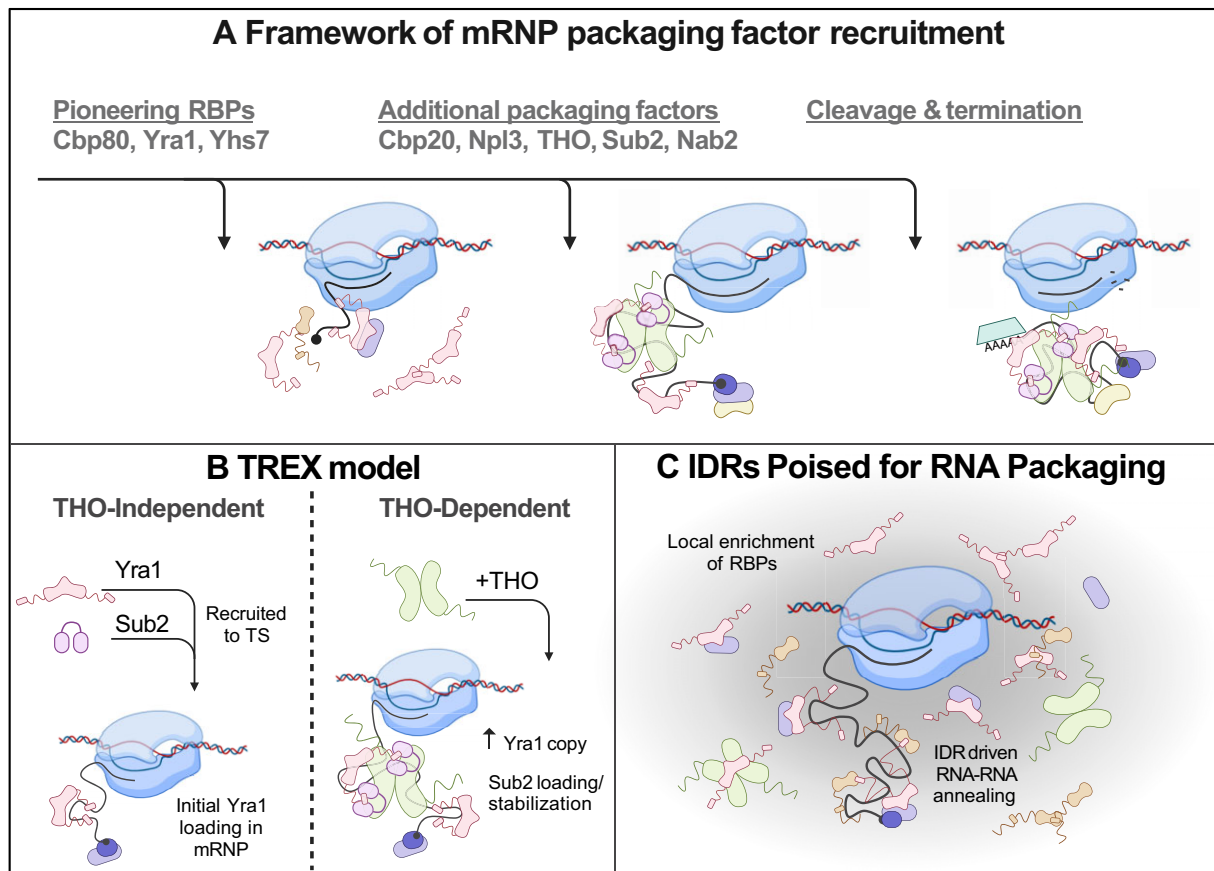 A Framework of mRNP packaging factor recruitment
Pioneering RBPs
Cbp80, Yra1, Yhs7
Additional packaging factors
Cbp20, Npl3, THO, Sub2, Nab2
Cleavage & termination
AAAA
B TREX model
THO-Independent
Yra1
Sub2
Recruited
to TS
Initial Yra1
loading in
mRNP
THO-Dependent
+THO
↑ Yra1 copy
Sub2 loading/
stabilization
C IDRs Poised for RNA Packaging
Local enrichment
of RBPs
IDR driven
RNA-RNA
annealing